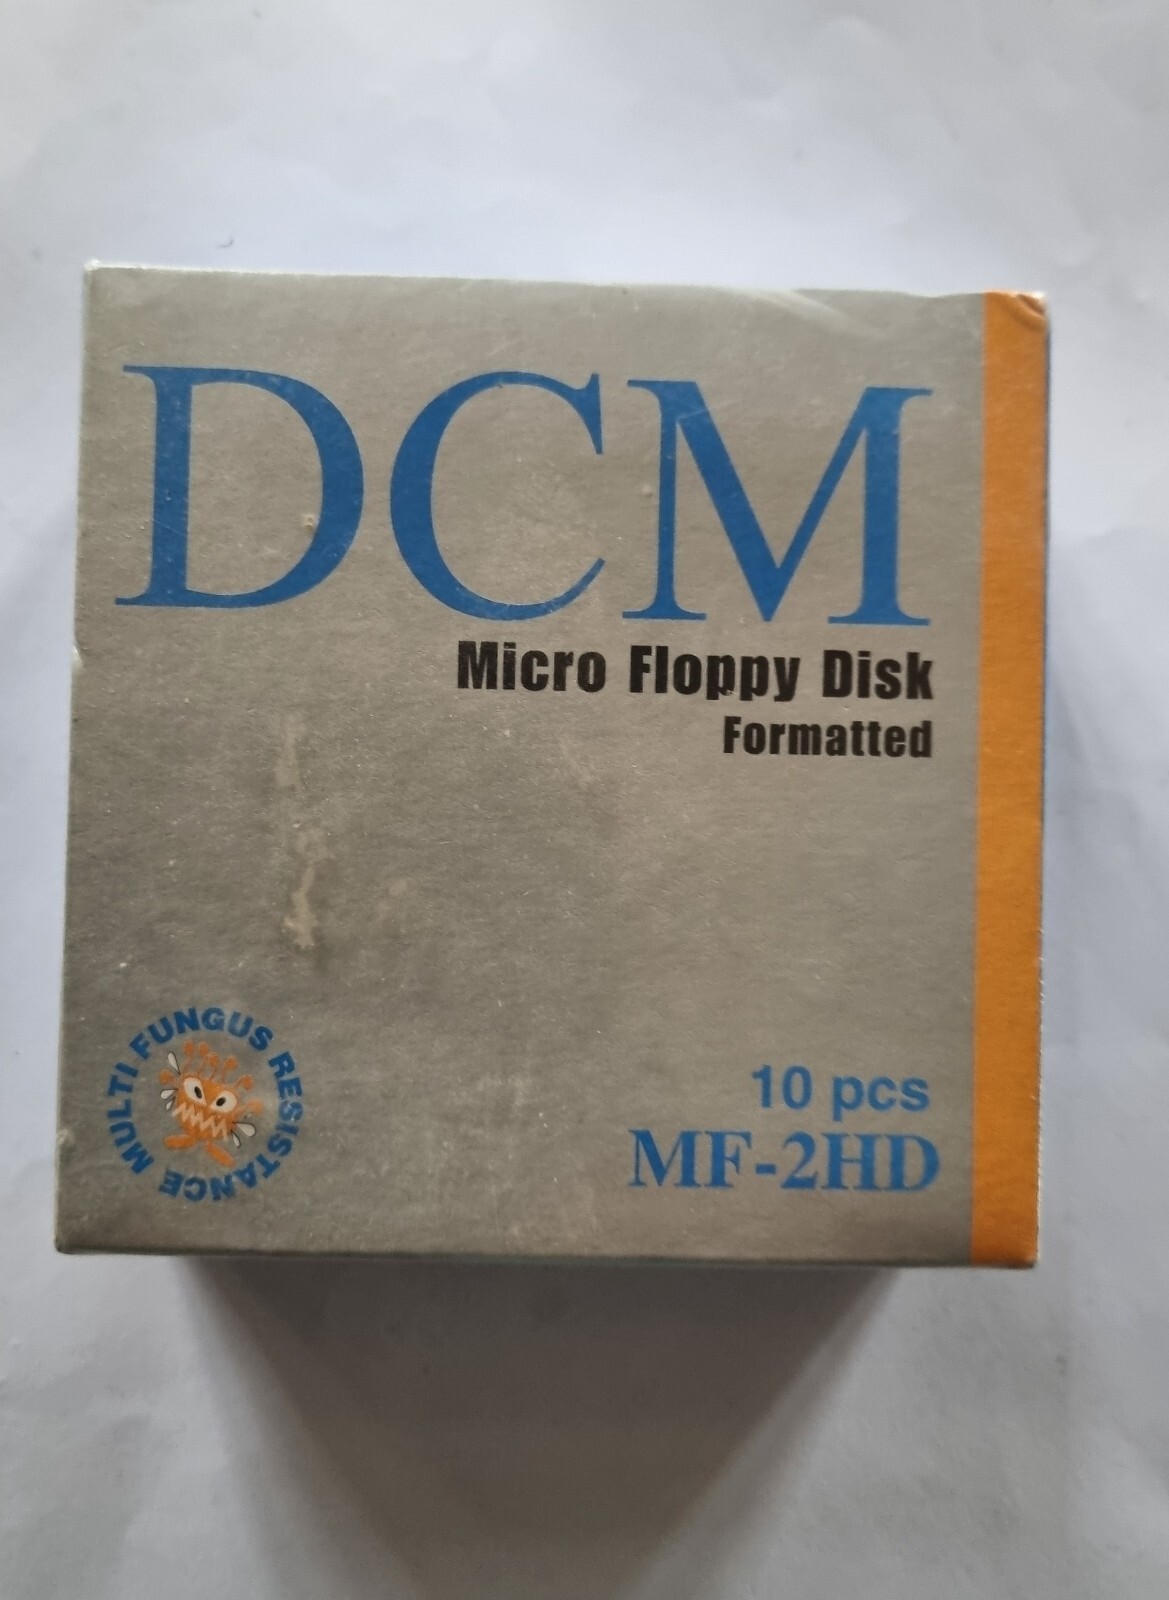 DCM
Micro Floppy Disk
Formatted
MULTI FUNGUS RESISTANCE
10 pcs
MF-2HD